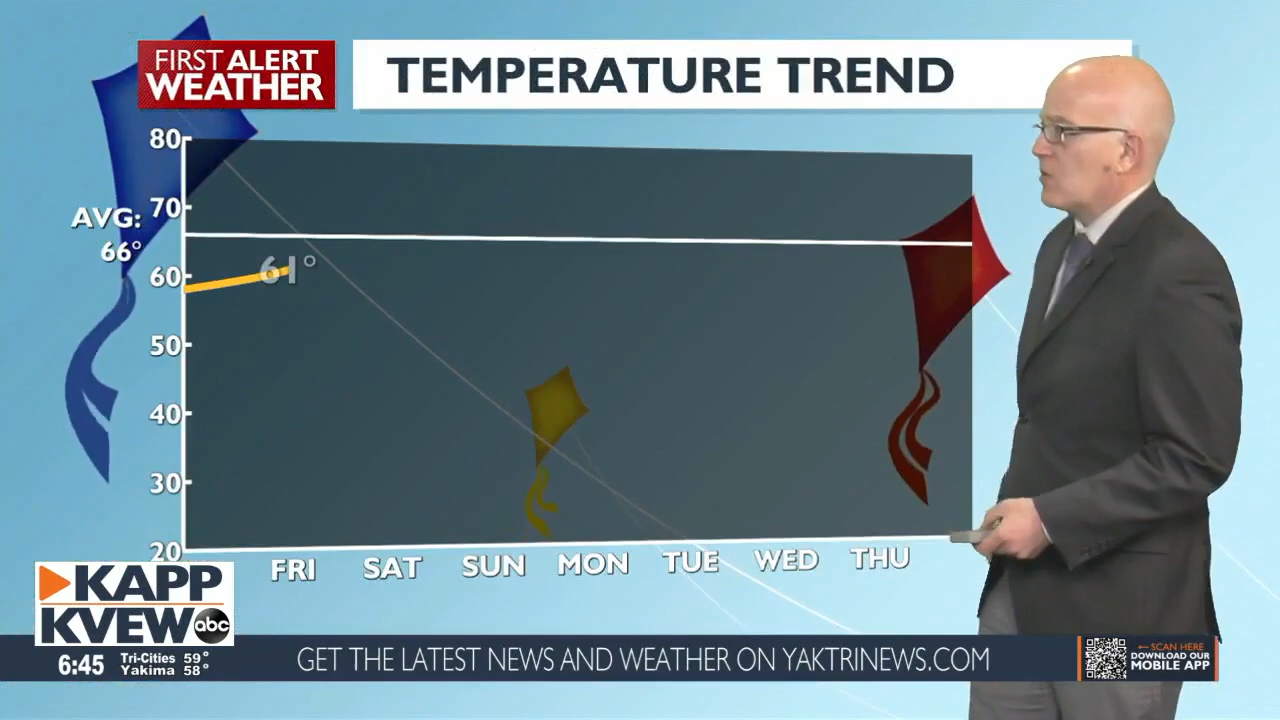 FIRST ALERT
WEATHER
TEMPERATURE TREND
80
AVG:
70
66°
60
61°
50
40
30
20
FRI SAT SUN MON TUE WED THU
KAPP
KVEW abc
6:45
Tri-Cities 59°
Yakima 58°
GET THE LATEST NEWS AND WEATHER ON YAKTRINEWS.COM
←SCAN HERE
DOWNLOAD OUR
MOBILE APP